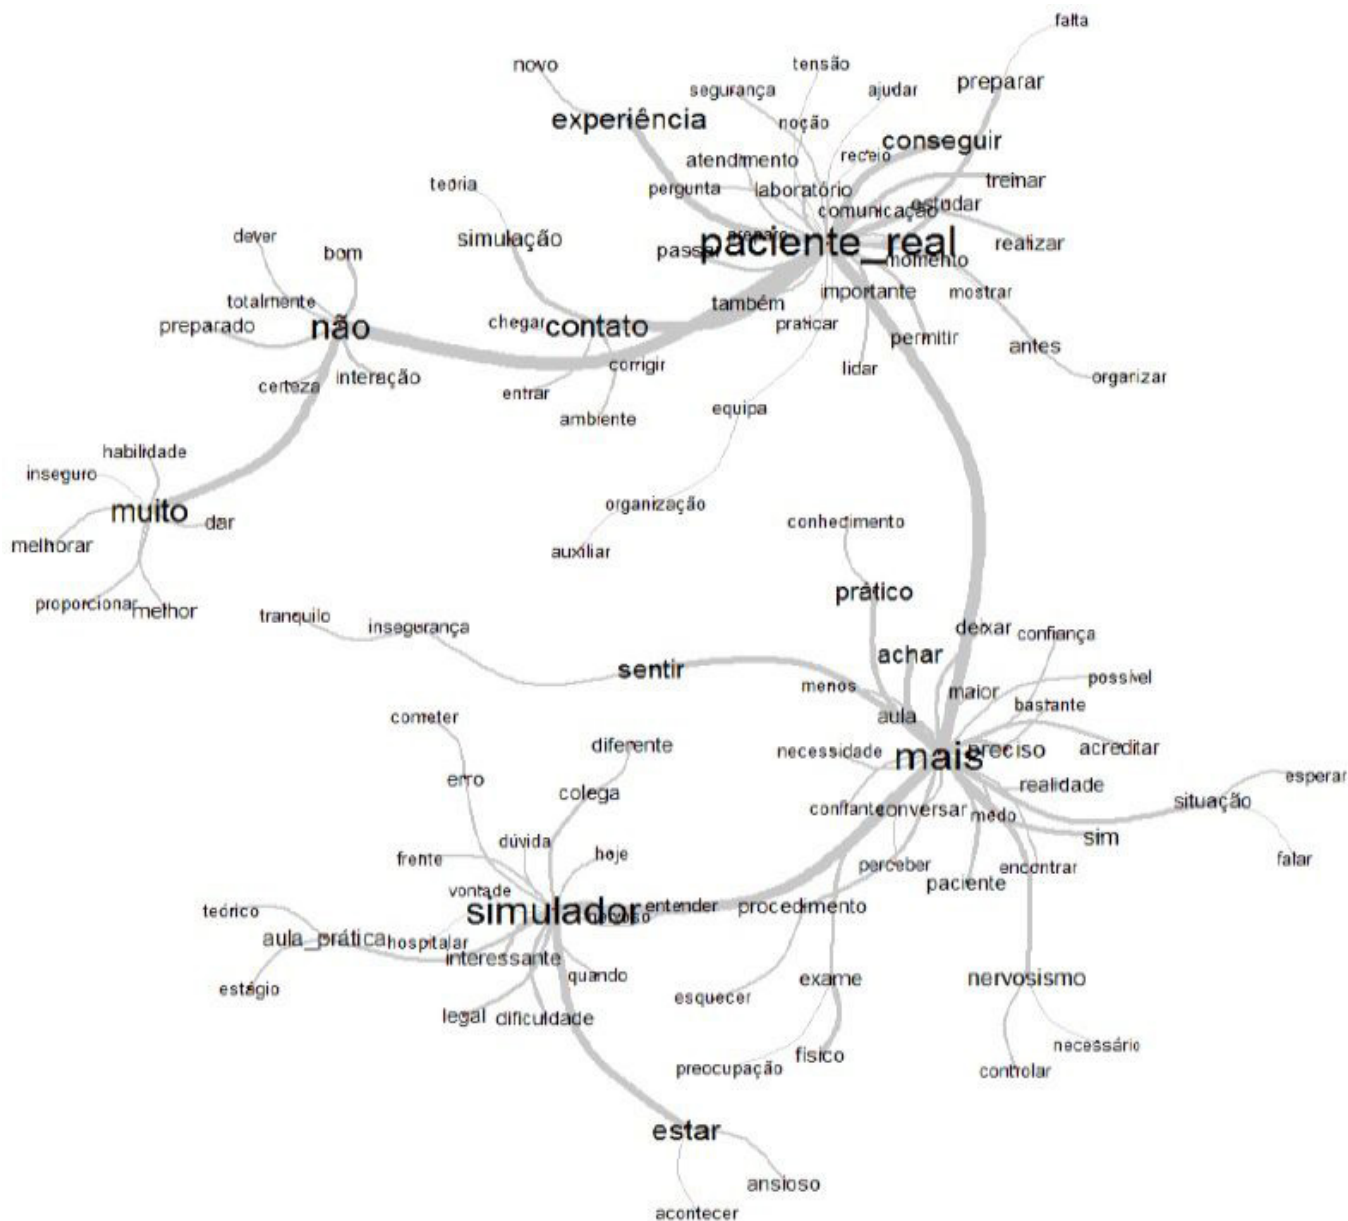 falta
novo
tensão
preparar
segurança
ajudar
experiência
noção
conseguir
receio
atendimento
teoria
pergunta
laboratório
treinar
estudar
comunicação
dever
simulação
preparo
paciente_real
realizar
bom
passar
momento
totalmente
também
importante
mostrar
preparado
não
chegar
contato
praticar
permitir
antes
corrigir
lidar
certeza
interação
entrar
organizar
equipa
ambiente
habilidade
inseguro
organização
muito
dar
conhecimento
melhorar
auxiliar
prático
proporcionar
melhor
tranquilo
insegurança
deixar
confiança
achar
sentir
menos
maior
possível
bastante
cometer
aula
diferente
necessidade
mais
preciso
acreditar
erro
realidade
esperar
colega
situação
confiante
conversar
medo
dúvida
hoje
sim
frente
perceber
encontrar
falar
vontade
paciente
teórico
simulador
nervoso
entender
procedimento
aula_prática
hospitalar
interessante
estágio
quando
esquecer
exame
nervosismo
legal
dificuldade
necessário
físico
preocupação
controlar
estar
ansioso
acontecer